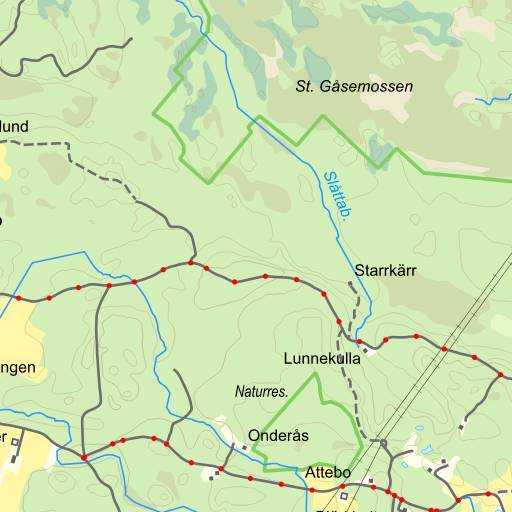 St. Gåsemossen
lund
Slåttab.
Starrkärr
Lunnekulla
ngen
Naturres.
Onderås
Attebo